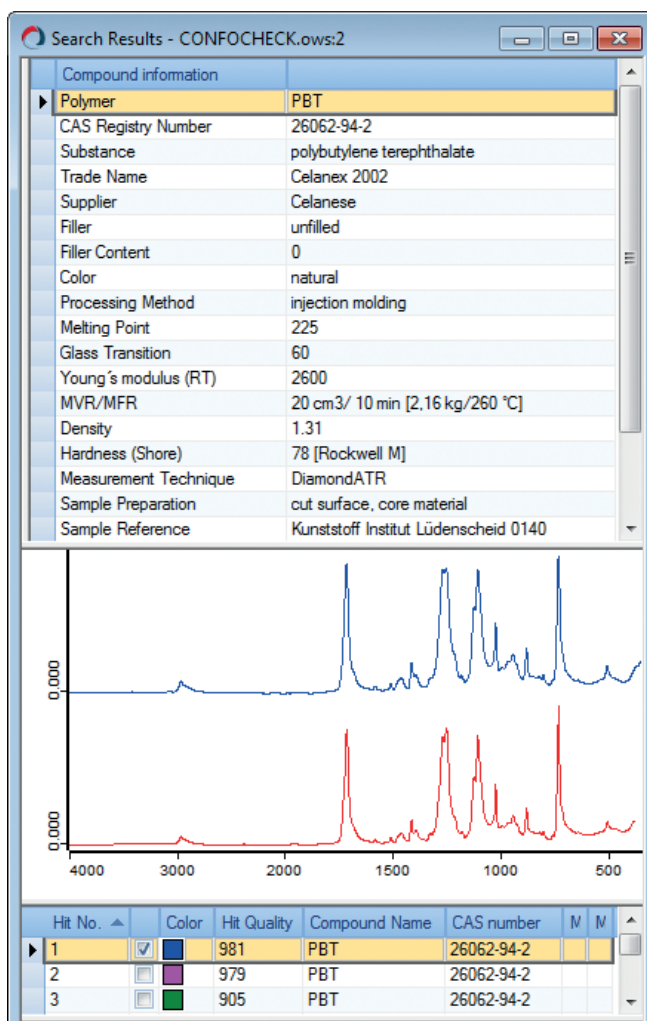 Search Results - CONFOCHECK.ows:2
Compound information
Polymer PBT
CAS Registry Number 26062-94-2
Substance polybutylene terephthalate
Trade Name Celanex 2002
Supplier Celanese
Filler unfilled
Filler Content 0
Color natural
Processing Method injection molding
Melting Point 225
Glass Transition 60
Young´s modulus (RT) 2600
MVR/MFR 20 cm3/ 10 min [2,16 kg/260 °C]
Density 1.31
Hardness (Shore) 78 [Rockwell M]
Measurement Technique DiamondATR
Sample Preparation cut surface, core material
Sample Reference Kunststoff Institut Lüdenscheid 0140
0.000
0.000
4000 3000 2000 1500 1000 500
Hit No. Color Hit Quality Compound Name CAS number M M
1 981 PBT 26062-94-2
2 979 PBT 26062-94-2
3 905 PBT 26062-94-2